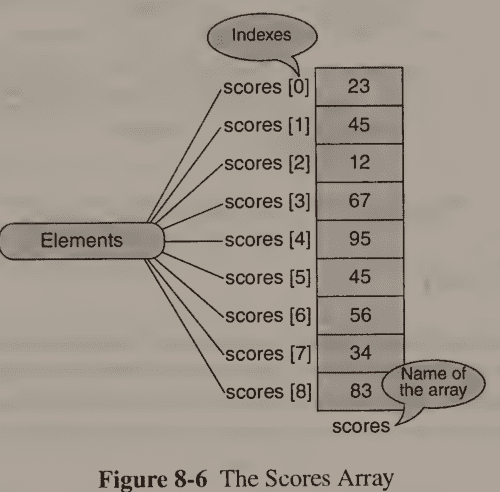 Indexes
scores [0] 23
scores [1] 45
scores [2] 12
scores [3] 67
Elements scores [4] 95
scores [5] 45
scores [6] 56
scores [7] 34
scores [8] 83
Name of
the array
scores
Figure 8-6 The Scores Array